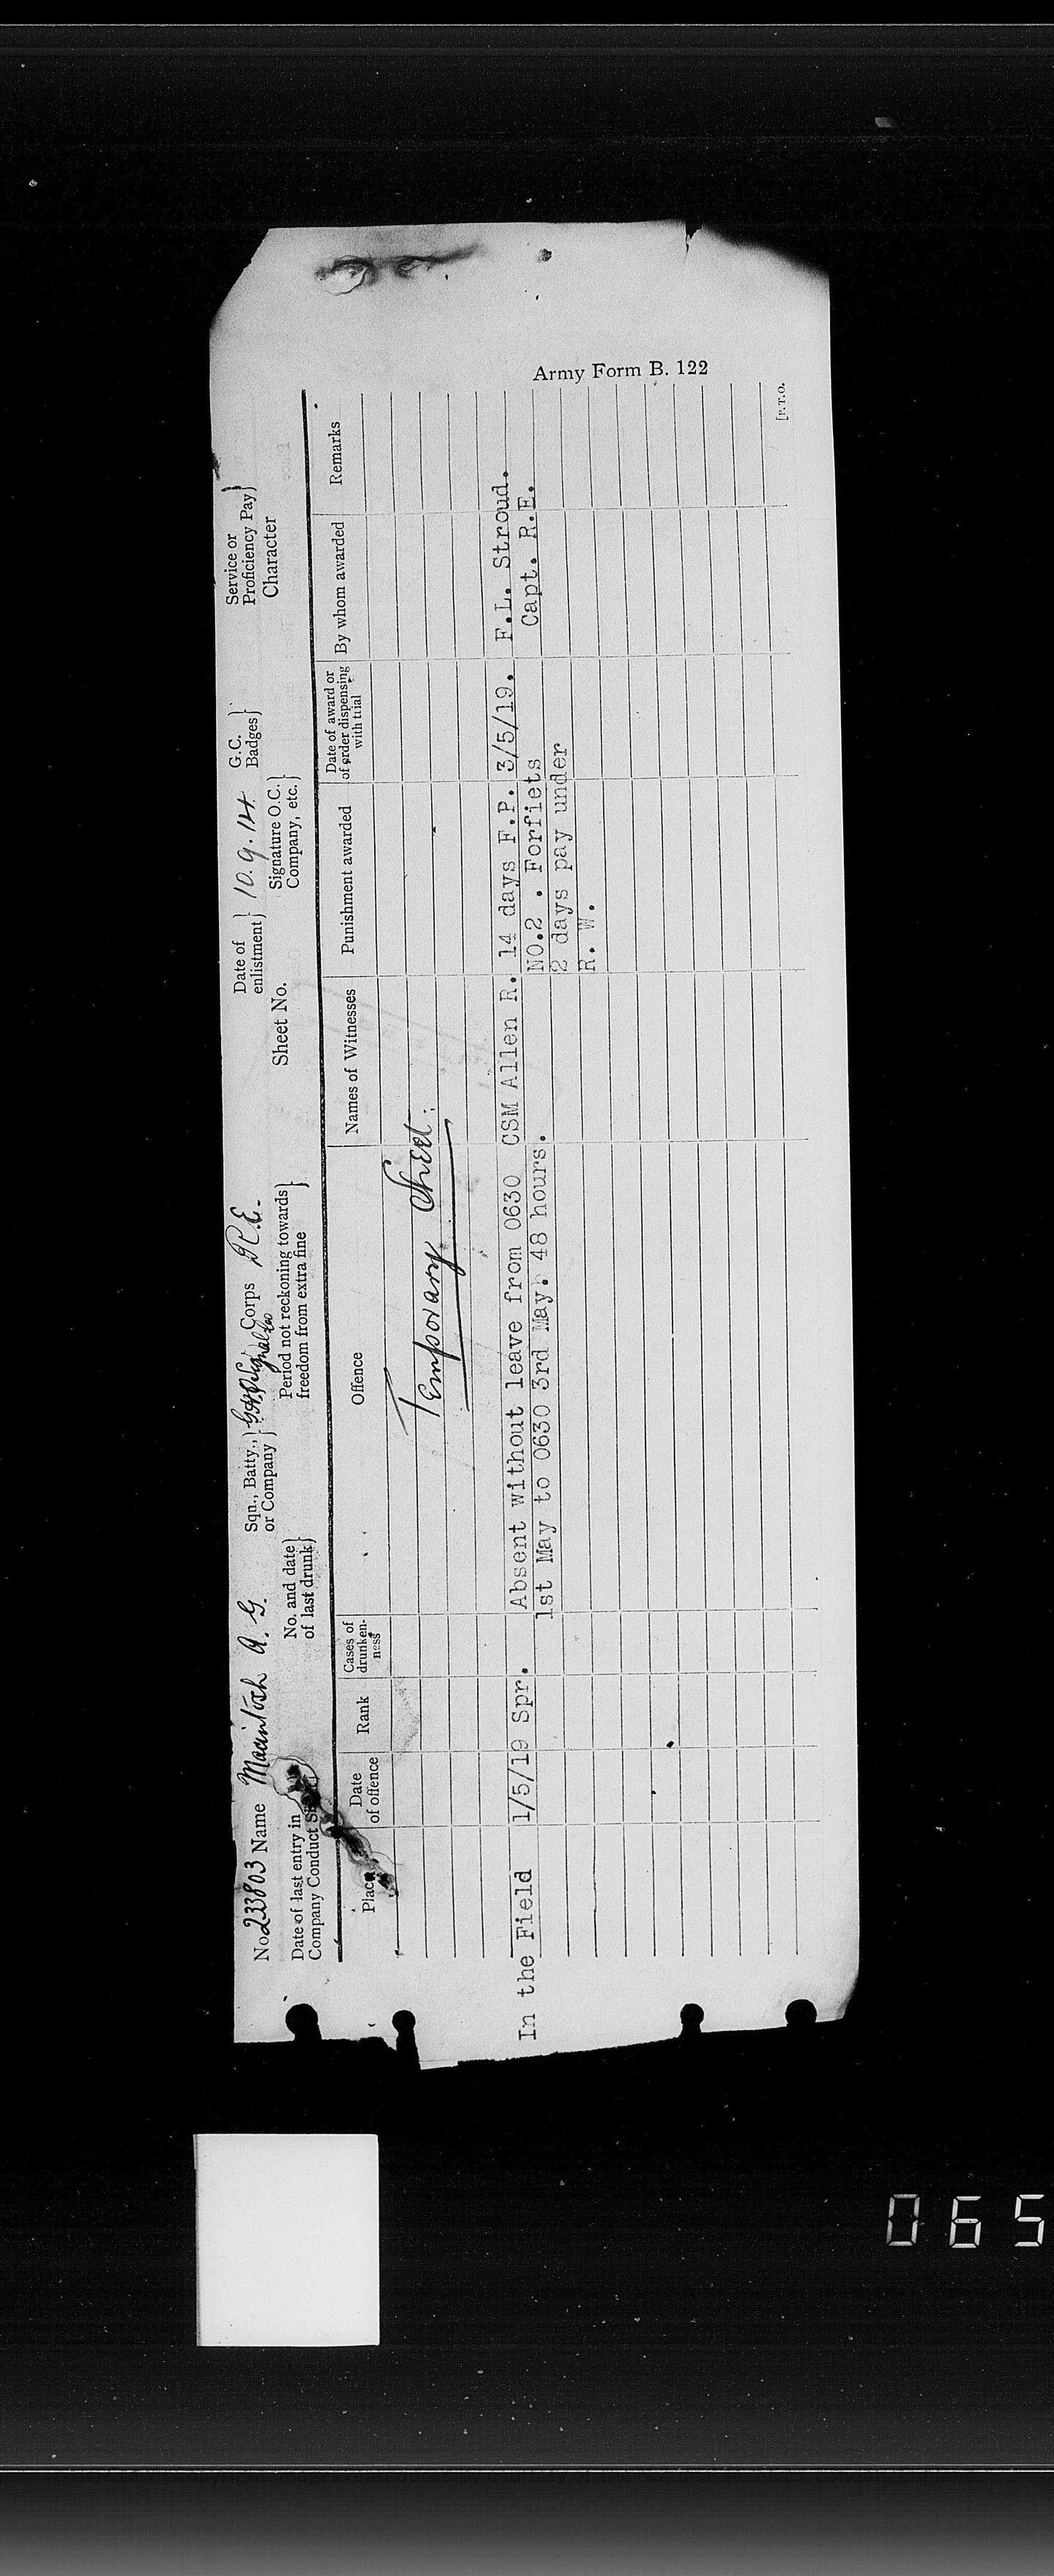 Army Form B. 122
No. 233803 Name Macintosh A. G. Sqn., Batty., or Company } Signal Co Corps R.E. Date of enlistment } 10.9.14. G.C. Badges } Service or Proficiency Pay }
Date of last entry in Company Conduct Sheet No. and date of last drunk } Period not reckoning towards freedom from extra fine } Sheet No. Signature O.C. Company, etc. } Character
Place Date of offence Rank Cases of drunken-ness Offence Names of Witnesses Punishment awarded Date of award or of order dispensing with trial By whom awarded Remarks
Temporary Sheet.
In the Field 1/5/19 Spr. Absent without leave from 0630 CSM Allen R. 14 days F.P. 3/5/19. F.L. Stroud.
1st May to 0630 3rd May. 48 hours. NO.2 . Forfiets Capt. R.E.
2 days pay under
R. W.
[P.T.O.
065